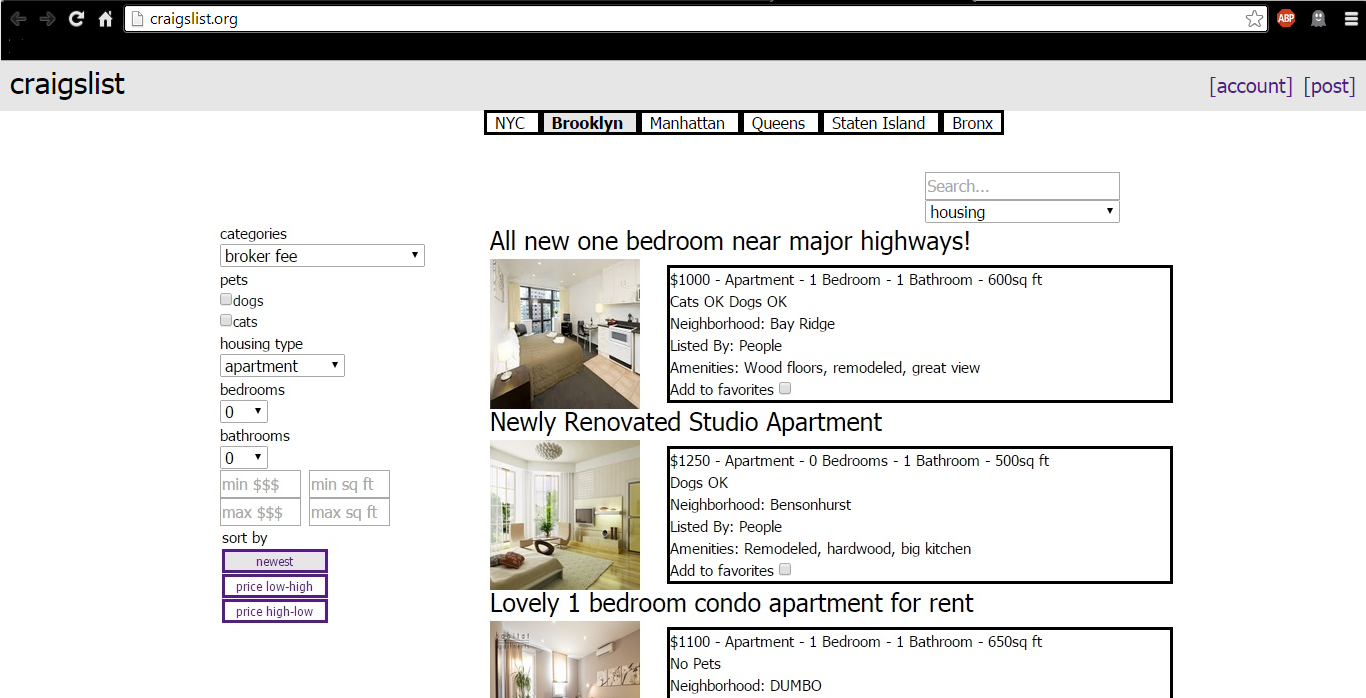 craigslist.org
ABP
craigslist
[account] [post]
NYC Brooklyn Manhattan Queens Staten Island Bronx
Search...
housing
categories
broker fee
pets
dogs
cats
housing type
apartment
bedrooms
0
bathrooms
0
min $$$ min sq ft
max $$$ max sq ft
sort by
newest
price low-high
price high-low
All new one bedroom near major highways!
$1000 - Apartment - 1 Bedroom - 1 Bathroom - 600sq ft
Cats OK Dogs OK
Neighborhood: Bay Ridge
Listed By: People
Amenities: Wood floors, remodeled, great view
Add to favorites
Newly Renovated Studio Apartment
$1250 - Apartment - 0 Bedrooms - 1 Bathroom - 500sq ft
Dogs OK
Neighborhood: Bensonhurst
Listed By: People
Amenities: Remodeled, hardwood, big kitchen
Add to favorites
Lovely 1 bedroom condo apartment for rent
habitat
$1100 - Apartment - 1 Bedroom - 1 Bathroom - 650sq ft
No Pets
Neighborhood: DUMBO